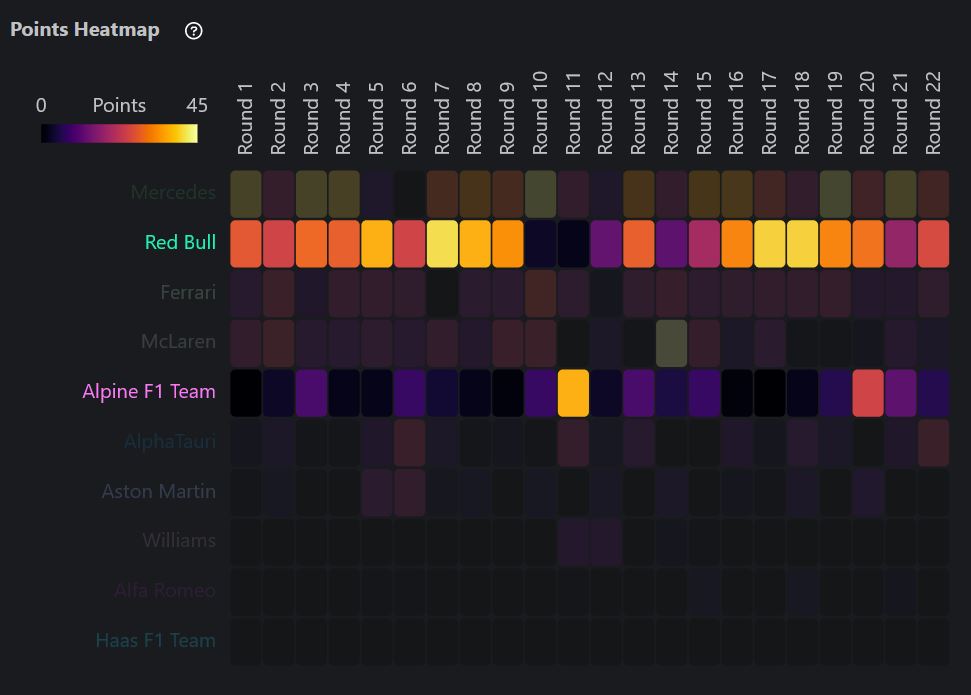 Points Heatmap ?
0 Points 45
Round 1 Round 2 Round 3 Round 4 Round 5 Round 6 Round 7 Round 8 Round 9 Round 10 Round 11 Round 12 Round 13 Round 14 Round 15 Round 16 Round 17 Round 18 Round 19 Round 20 Round 21 Round 22
Mercedes
Red Bull
Ferrari
McLaren
Alpine F1 Team
AlphaTauri
Aston Martin
Williams
Alfa Romeo
Haas F1 Team